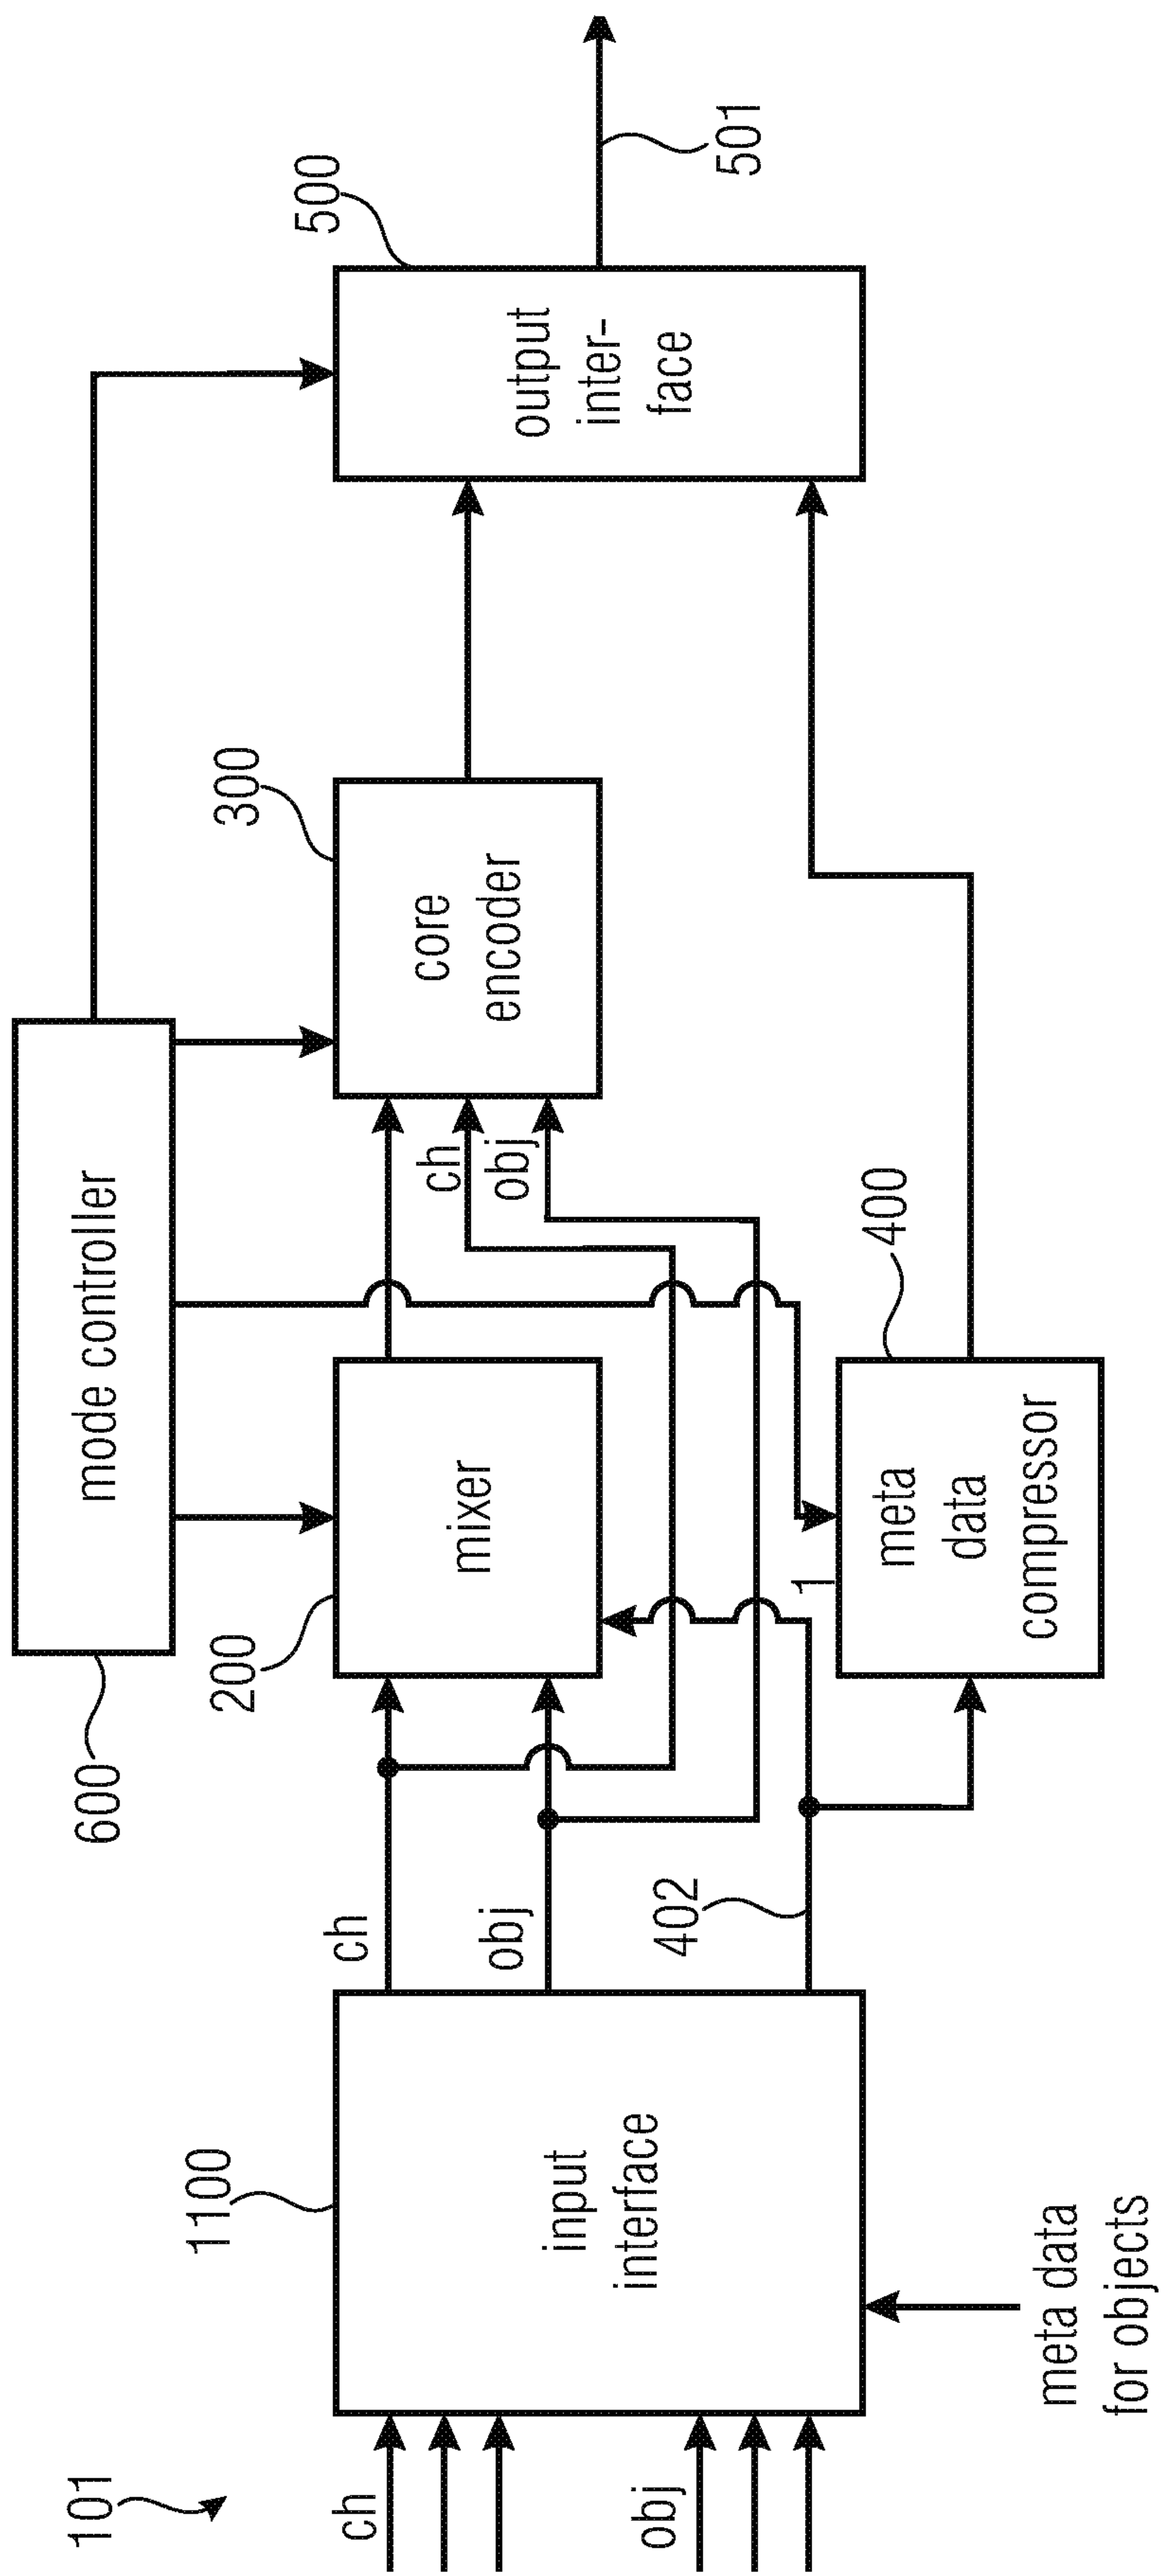 101
600
mode controller
500
501
1100
ch
obj
input
interface
meta data
for objects
ch
obj
402
200
mixer
ch
obj
300
core
encoder
1
400
meta
data
compressor
output
inter-
face